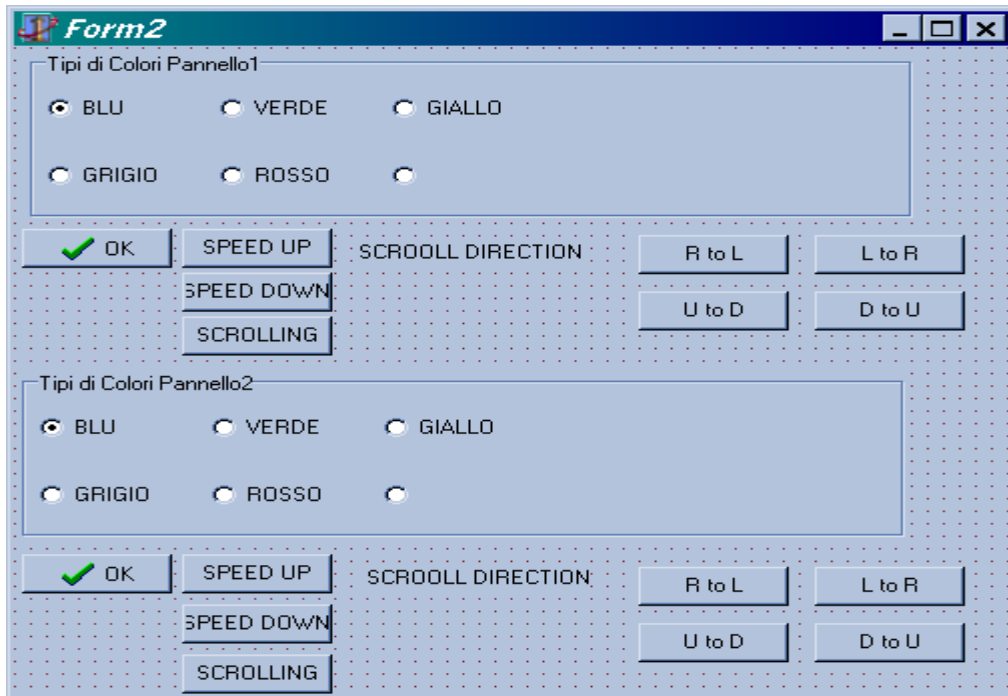 Form2
Tipi di Colori Pannello1
BLU VERDE GIALLO
GRIGIO ROSSO
OK SPEED UP SCROOLL DIRECTION R to L L to R
SPEED DOWN
U to D D to U
SCROLLING
Tipi di Colori Pannello2
BLU VERDE GIALLO
GRIGIO ROSSO
OK SPEED UP SCROOLL DIRECTION R to L L to R
SPEED DOWN
U to D D to U
SCROLLING